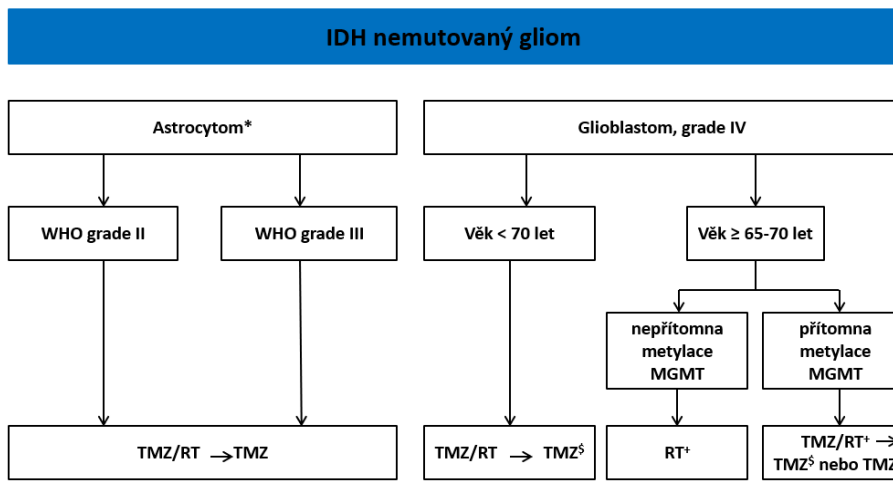 IDH nemutovaný gliom
Astrocytom*
Glioblastom, grade IV
WHO grade II
WHO grade III
Věk < 70 let
Věk ≥ 65-70 let
nepřítomna
metylace
MGMT
přítomna
metylace
MGMT
TMZ/RT →TMZ
TMZ/RT → TMZ$
RT+
TMZ/RT+ →
TMZ$ nebo TMZ